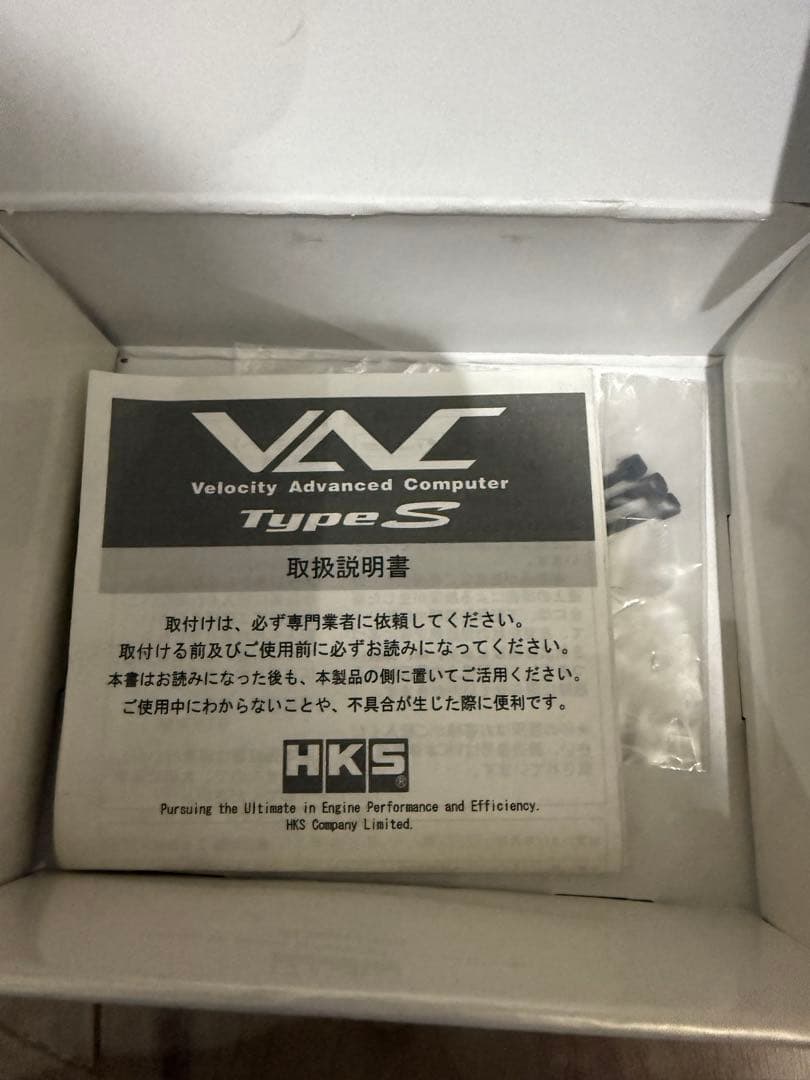 VAC
Velocity Advanced Computer
Type S
取扱説明書
取付けは、必ず専門業者に依頼してください。
取付ける前及びご使用前に必ずお読みになってください。
本書はお読みになった後も、本製品の側に置いてご活用ください。
ご使用中にわからないことや、不具合が生じた際に便利です。
HKS®
Pursuing the Ultimate in Engine Performance and Efficiency.
HKS Company Limited.